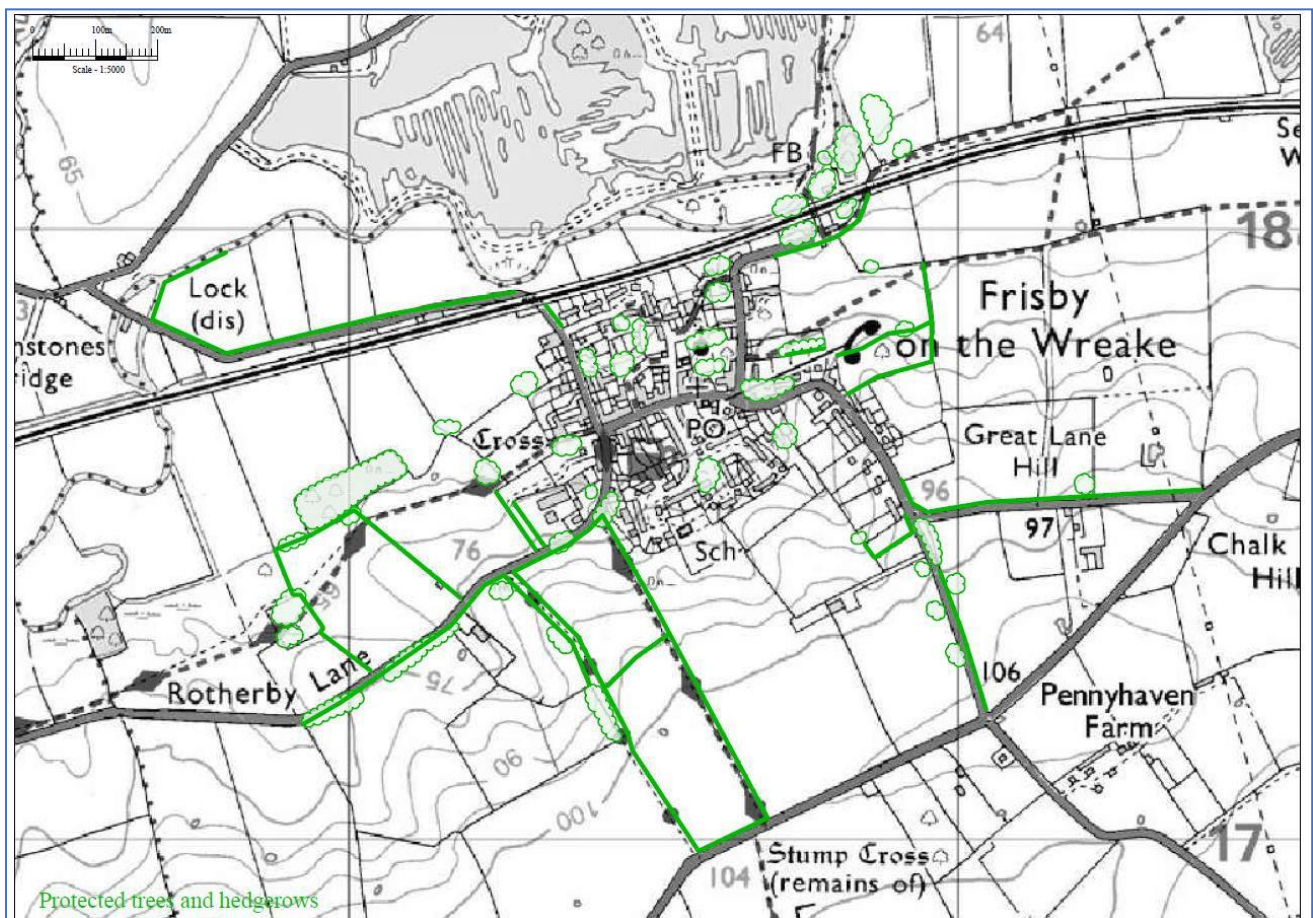 0 100m 200m
Scale - 1:5000
64
65
FB
Se
W
18
Lock
(dis)
3
nstones
idge
Frisby
on the Wreake
Cross
PO
Great Lane
Hill
96
97
Sch
76
Chalk
Hill
Rotherby Lane
75
106
Pennyhaven
Farm
90
100
17
Stump Cross
(remains of)
104
Protected trees and hedgerows